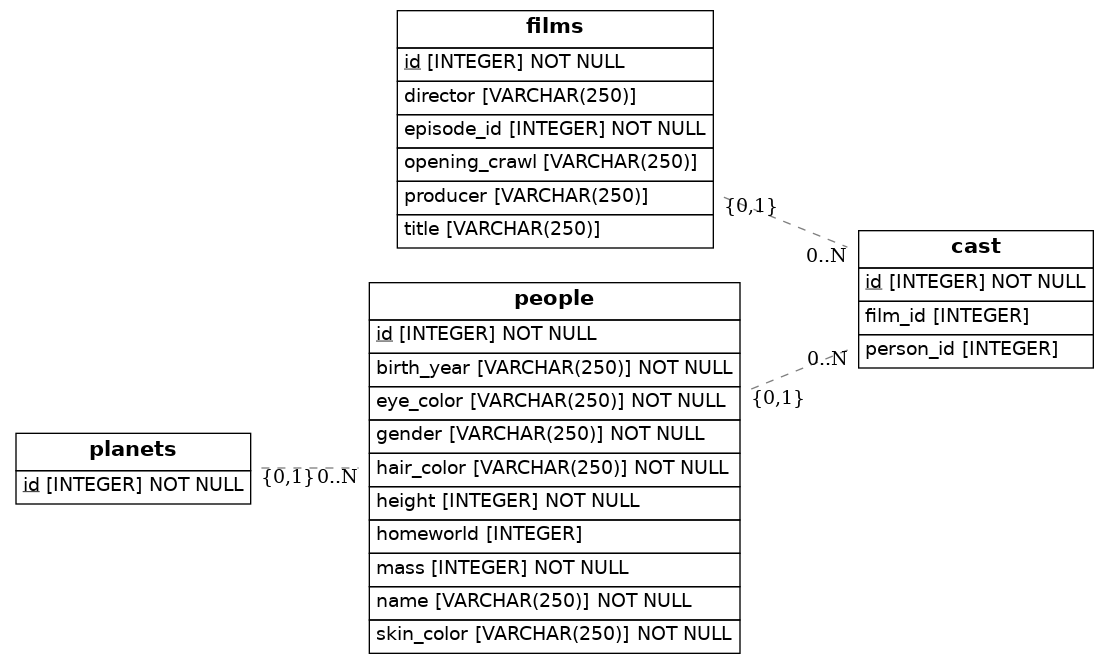 films
id [INTEGER] NOT NULL
director [VARCHAR(250)]
episode_id [INTEGER] NOT NULL
opening_crawl [VARCHAR(250)]
producer [VARCHAR(250)]
title [VARCHAR(250)]
{0,1}
0..N
cast
id [INTEGER] NOT NULL
film_id [INTEGER]
person_id [INTEGER]
people
id [INTEGER] NOT NULL
birth_year [VARCHAR(250)] NOT NULL
eye_color [VARCHAR(250)] NOT NULL
gender [VARCHAR(250)] NOT NULL
hair_color [VARCHAR(250)] NOT NULL
height [INTEGER] NOT NULL
homeworld [INTEGER]
mass [INTEGER] NOT NULL
name [VARCHAR(250)] NOT NULL
skin_color [VARCHAR(250)] NOT NULL
0..N
{0,1}
planets
id [INTEGER] NOT NULL
{0,1} 0..N